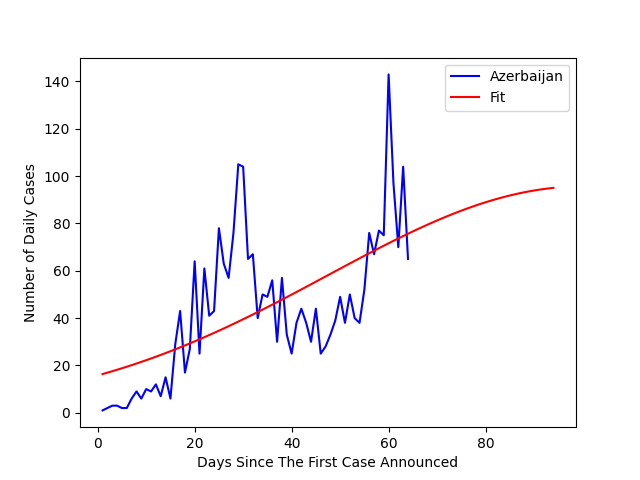 Azerbaijan
Fit
Number of Daily Cases
140
120
100
80
60
40
20
0
0 20 40 60 80
Days Since The First Case Announced